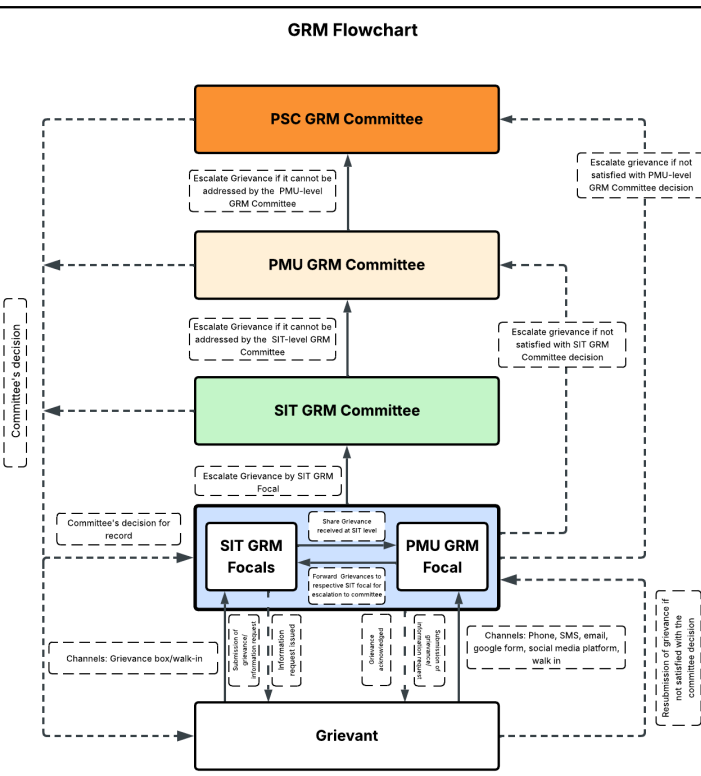 GRM Flowchart
PSC GRM Committee
Escalate grievance if not
satisfied with PMU-level
GRM Committee decision
Escalate Grievance if it cannot be
addressed by the PMU-level
GRM Committee
PMU GRM Committee
Escalate Grievance if it cannot be
addressed by the SIT-level GRM
Committee
Escalate grievance if not
satisfied with SIT GRM
Committee decision
Committee's decision
SIT GRM Committee
Escalate Grievance by SIT GRM
Focal
Committee's decision for
record
SIT GRM
Focals
Share Grievance
received at SIT level
PMU GRM
Focal
Forward Grievances to
respective SIT focal for
escalation to committee
Channels: Grievance box/walk-in
Submission of
grievance/
information request
Information
request issued
Grievance
acknowledged
Submission of
grievance/
information request
Channels: Phone, SMS, email,
google form, social media platform,
walk in
Resubmission of grievance if
not satisfied with the
committee decision
Grievant